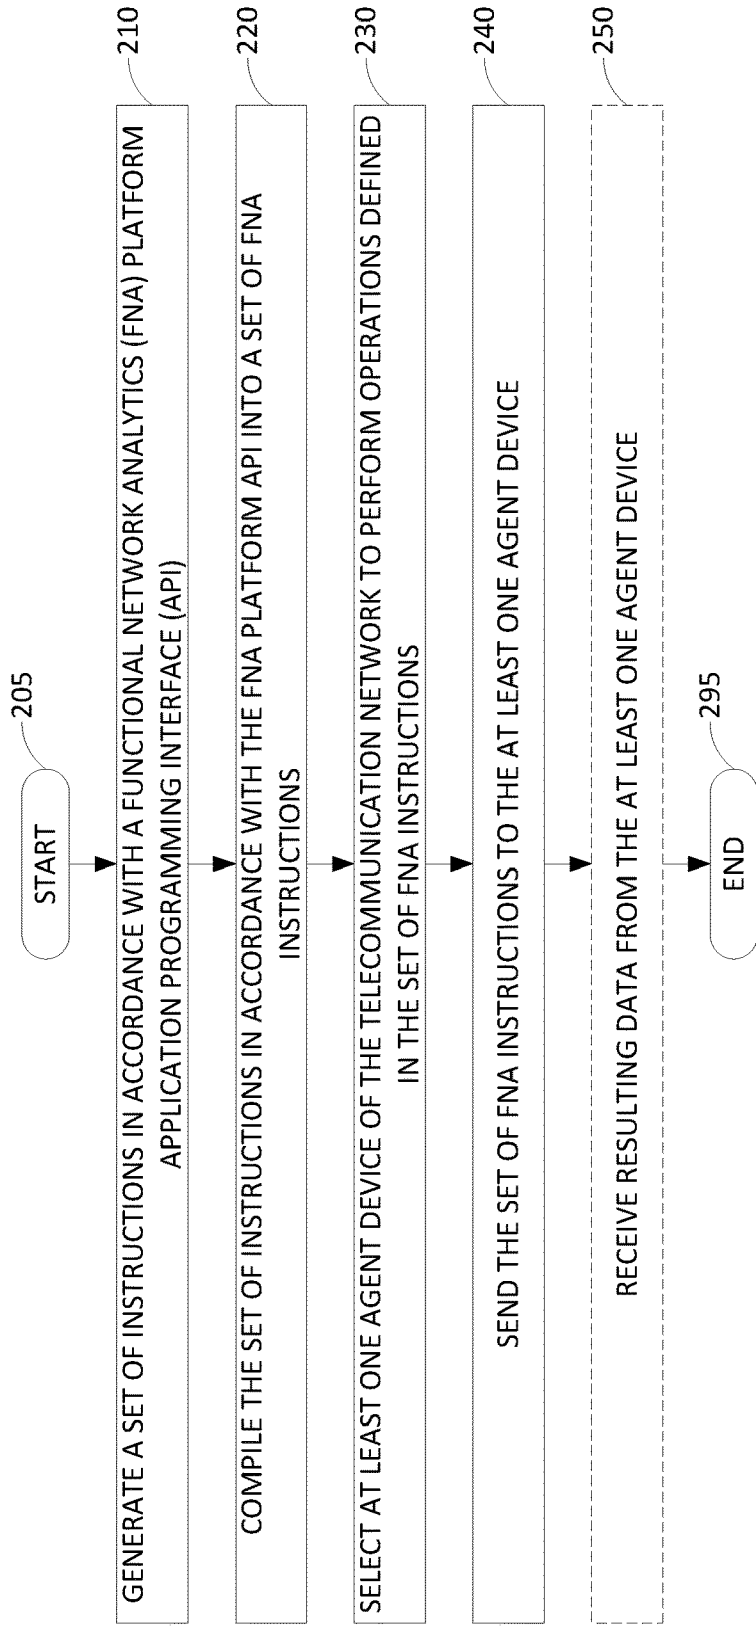 START
205
GENERATE A SET OF INSTRUCTIONS IN ACCORDANCE WITH A FUNCTIONAL NETWORK ANALYTICS (FNA) PLATFORM
APPLICATION PROGRAMMING INTERFACE (API)
210
COMPILE THE SET OF INSTRUCTIONS IN ACCORDANCE WITH THE FNA PLATFORM API INTO A SET OF FNA
INSTRUCTIONS
220
SELECT AT LEAST ONE AGENT DEVICE OF THE TELECOMMUNICATION NETWORK TO PERFORM OPERATIONS DEFINED
IN THE SET OF FNA INSTRUCTIONS
230
SEND THE SET OF FNA INSTRUCTIONS TO THE AT LEAST ONE AGENT DEVICE
240
RECEIVE RESULTING DATA FROM THE AT LEAST ONE AGENT DEVICE
250
END
295